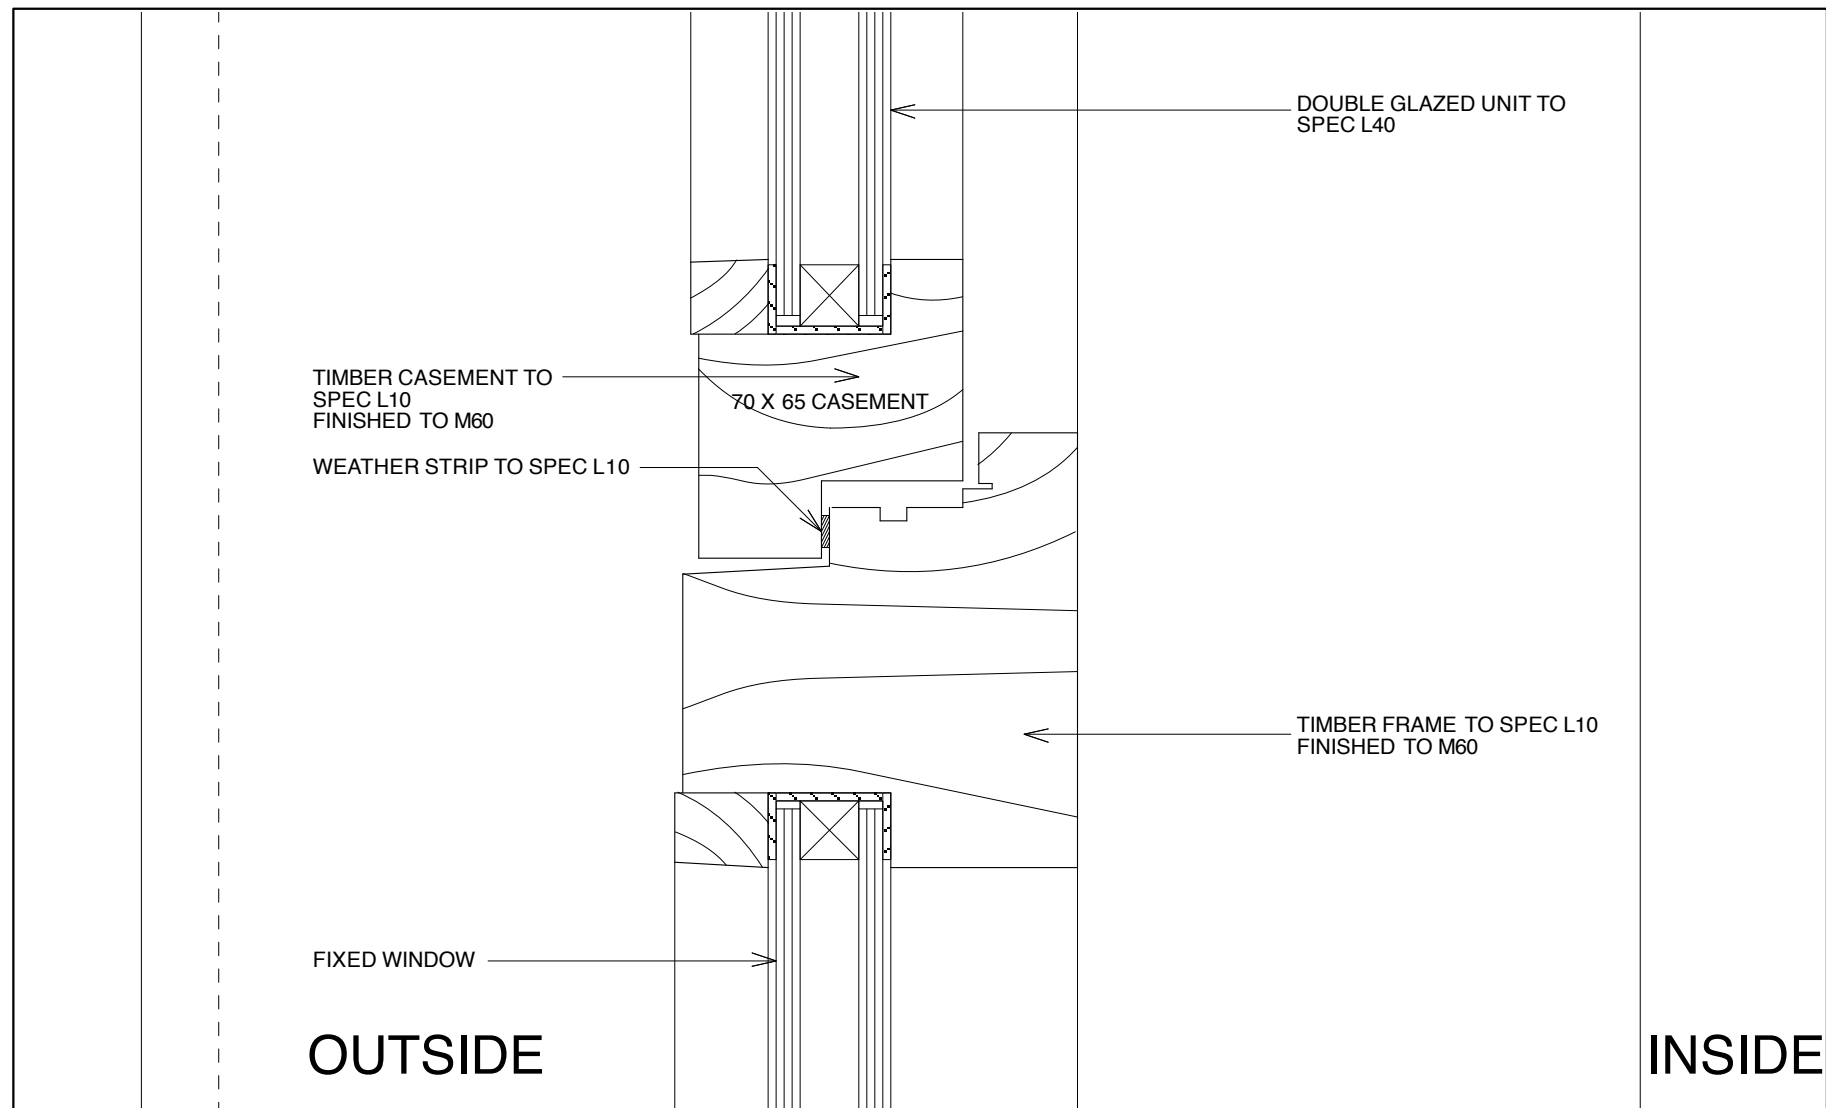 DOUBLE GLAZED UNIT TO
SPEC L40
TIMBER CASEMENT TO
SPEC L10
FINISHED TO M60
70 X 65 CASEMENT
WEATHER STRIP TO SPEC L10
TIMBER FRAME TO SPEC L10
FINISHED TO M60
FIXED WINDOW
OUTSIDE
INSIDE